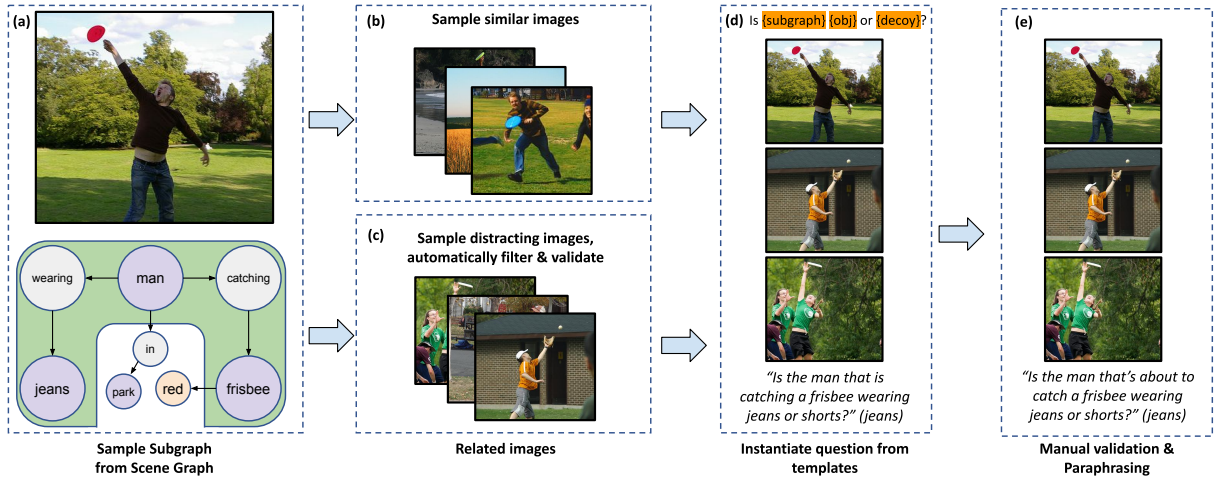 (a)
wearing
man
catching
in
jeans
park
red
frisbee
Sample Subgraph
from Scene Graph
(b)
Sample similar images
(c)
Sample distracting images,
automatically filter & validate
Related images
(d) Is {subgraph} {obj} or {decoy}?
“Is the man that is
catching a frisbee wearing
jeans or shorts?” (jeans)
Instantiate question from
templates
(e)
“Is the man that’s about to
catch a frisbee wearing
jeans or shorts?” (jeans)
Manual validation &
Paraphrasing